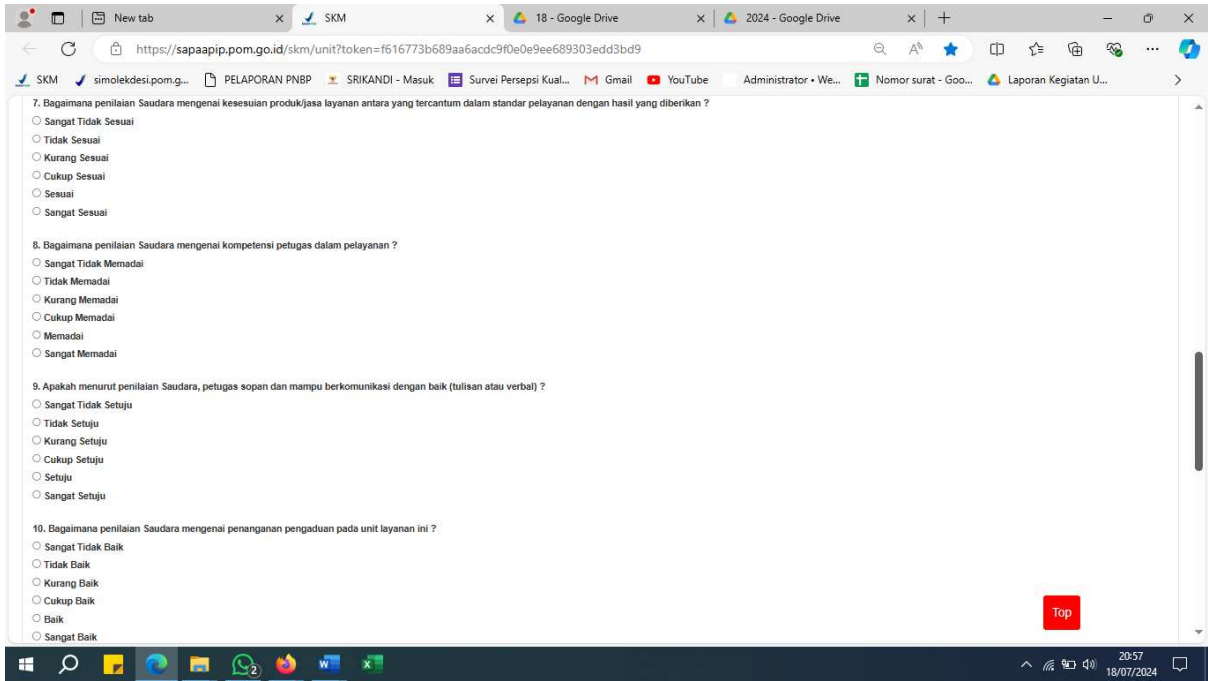 New tab
SKM
18 - Google Drive
2024 - Google Drive
https://sapaapip.pom.go.id/skm/unit?token=f616773b689aa6acdc9f0e0e9ee689303edd3bd9
SKM
simolekdesi.pom.g...
PELAPORAN PNBP
SRIKANDI - Masuk
Survei Persepsi Kual...
Gmail
YouTube
Administrator • We...
Nomor surat - Goo...
Laporan Kegiatan U...
7. Bagaimana penilaian Saudara mengenai kesesuian produk/jasa layanan antara yang tercantum dalam standar pelayanan dengan hasil yang diberikan ?
Sangat Tidak Sesuai
Tidak Sesuai
Kurang Sesuai
Cukup Sesuai
Sesuai
Sangat Sesuai
8. Bagaimana penilaian Saudara mengenai kompetensi petugas dalam pelayanan ?
Sangat Tidak Memadai
Tidak Memadai
Kurang Memadai
Cukup Memadai
Memadai
Sangat Memadai
9. Apakah menurut penilaian Saudara, petugas sopan dan mampu berkomunikasi dengan baik (tulisan atau verbal) ?
Sangat Tidak Setuju
Tidak Setuju
Kurang Setuju
Cukup Setuju
Setuju
Sangat Setuju
10. Bagaimana penilaian Saudara mengenai penanganan pengaduan pada unit layanan ini ?
Sangat Tidak Baik
Tidak Baik
Kurang Baik
Cukup Baik
Baik
Sangat Baik
Top
2
20:57
18/07/2024